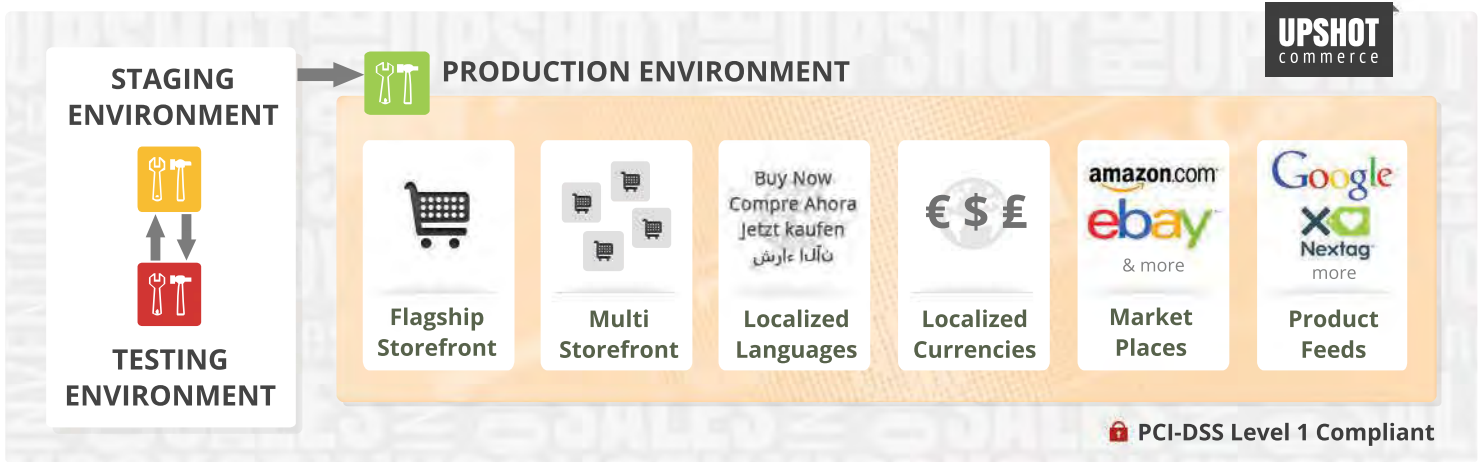 UPSHOT
commerce
STAGING
ENVIRONMENT
TESTING
ENVIRONMENT
PRODUCTION ENVIRONMENT
Flagship
Storefront
Multi
Storefront
Buy Now
Compre Ahora
Jetzt kaufen
شراء اﻵن
Localized
Languages
€ $ £
Localized
Currencies
amazon.com
ebay
& more
Market
Places
Google
Nextag
more
Product
Feeds
PCI-DSS Level 1 Compliant